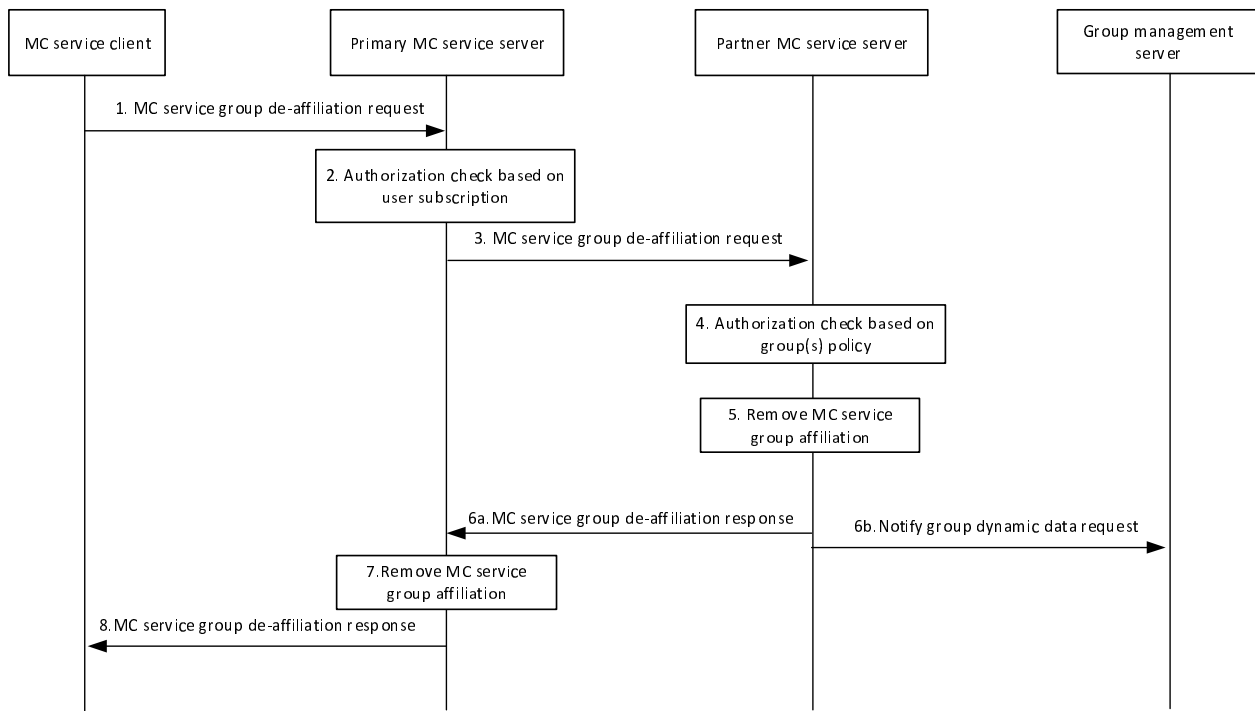 MC service client
Primary MC service server
Partner MC service server
Group management
server
1. MC service group de-affiliation request
2. Authorization check based on
user subscription
3. MC service group de-affiliation request
4. Authorization check based on
group(s) policy
5. Remove MC service
group affiliation
6a.MC service group de-affiliation response
6b.Notify group dynamic data request
7.Remove MC service
group affiliation
8.MC service group de-affiliation response